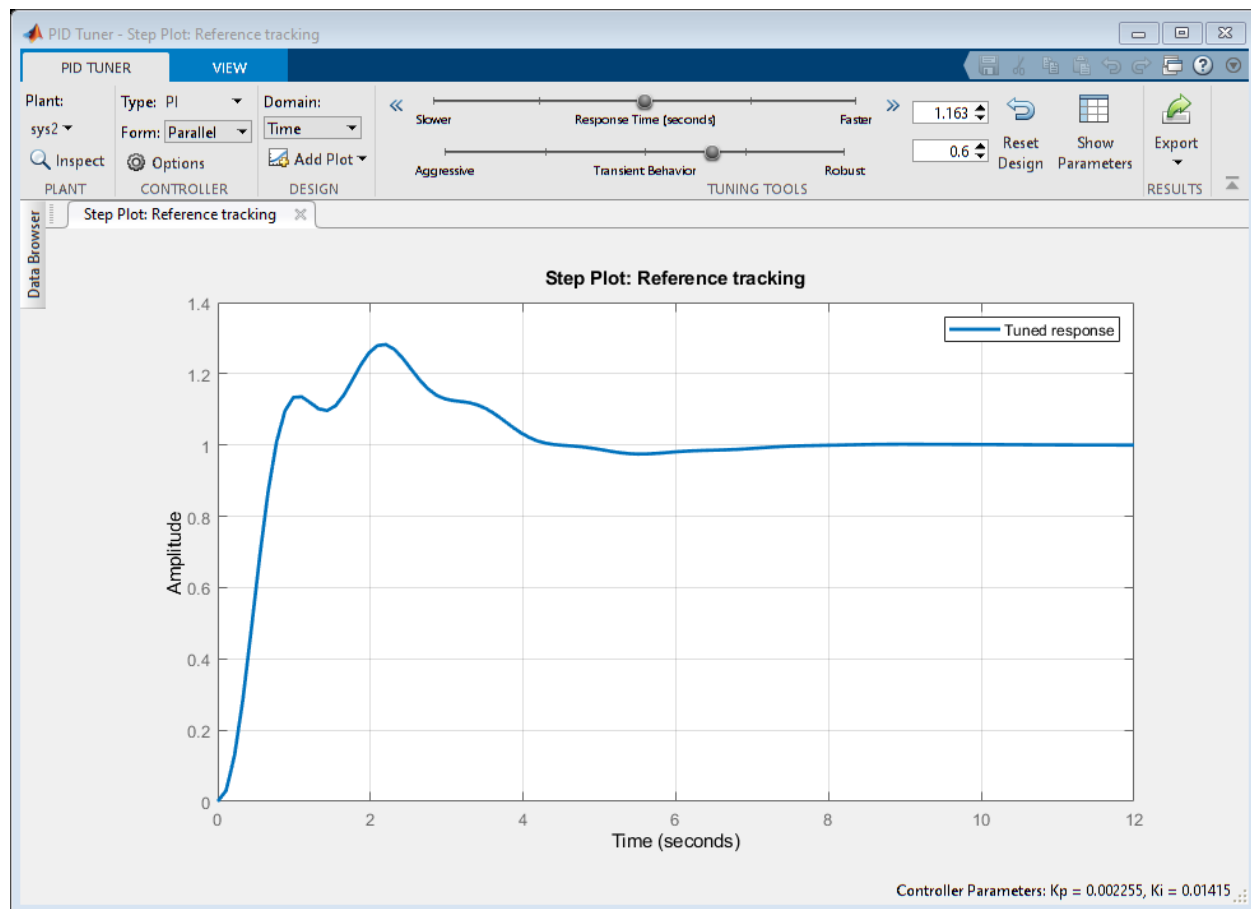 PID Tuner - Step Plot: Reference tracking
PID TUNER VIEW
Plant:
sys2
Inspect
PLANT
Type: PI
Form: Parallel
Options
CONTROLLER
Domain:
Time
Add Plot
DESIGN
Slower Response Time (seconds) Faster
1.163
Aggressive Transient Behavior Robust
0.6
Reset
Design
Show
Parameters
TUNING TOOLS
Export
RESULTS
Data Browser
Step Plot: Reference tracking
Step Plot: Reference tracking
Tuned response
Amplitude
1.4
1.2
1
0.8
0.6
0.4
0.2
0
0 2 4 6 8 10 12
Time (seconds)
Controller Parameters: Kp = 0.002255, Ki = 0.01415